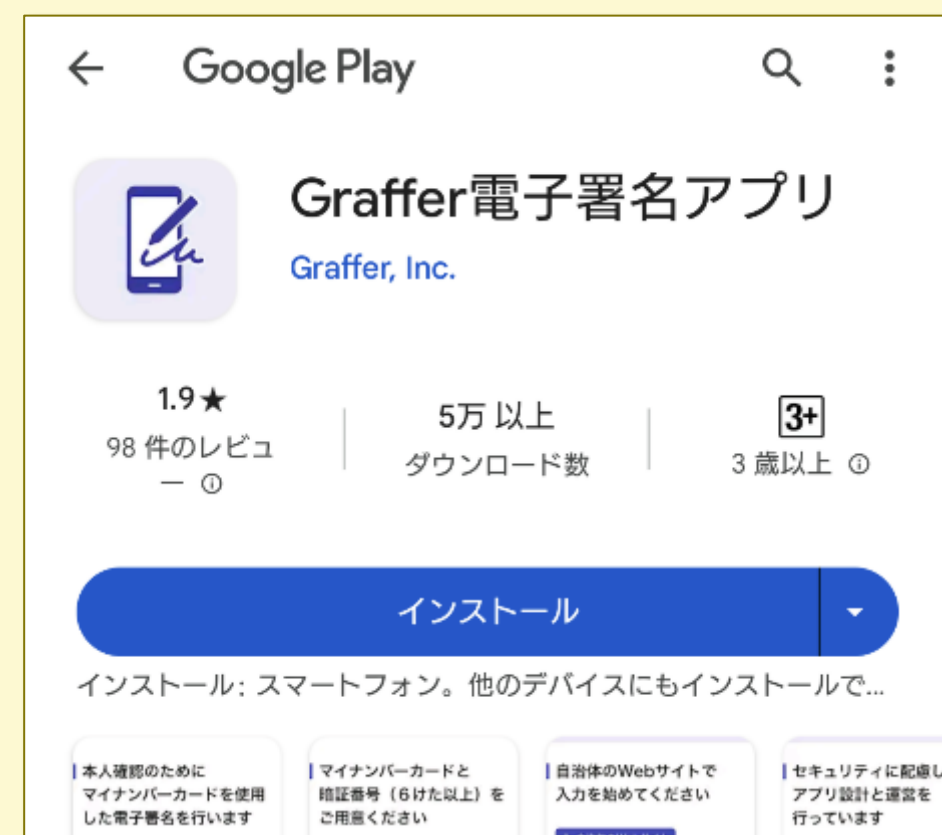 Google Play
Graffer電子署名アプリ
Graffer, Inc.
1.9★
98 件のレビュ
ー
5万 以上
ダウンロード数
3+
3 歳以上
インストール
インストール: スマートフォン。他のデバイスにもインストールで...
本人確認のために
マイナンバーカードを使用
した電子署名を行います
マイナンバーカードと
暗証番号（6けた以上）を
ご用意ください
自治体のWebサイトで
入力を始めてください
セキュリティに配慮し
アプリ設計と運営を
行っています